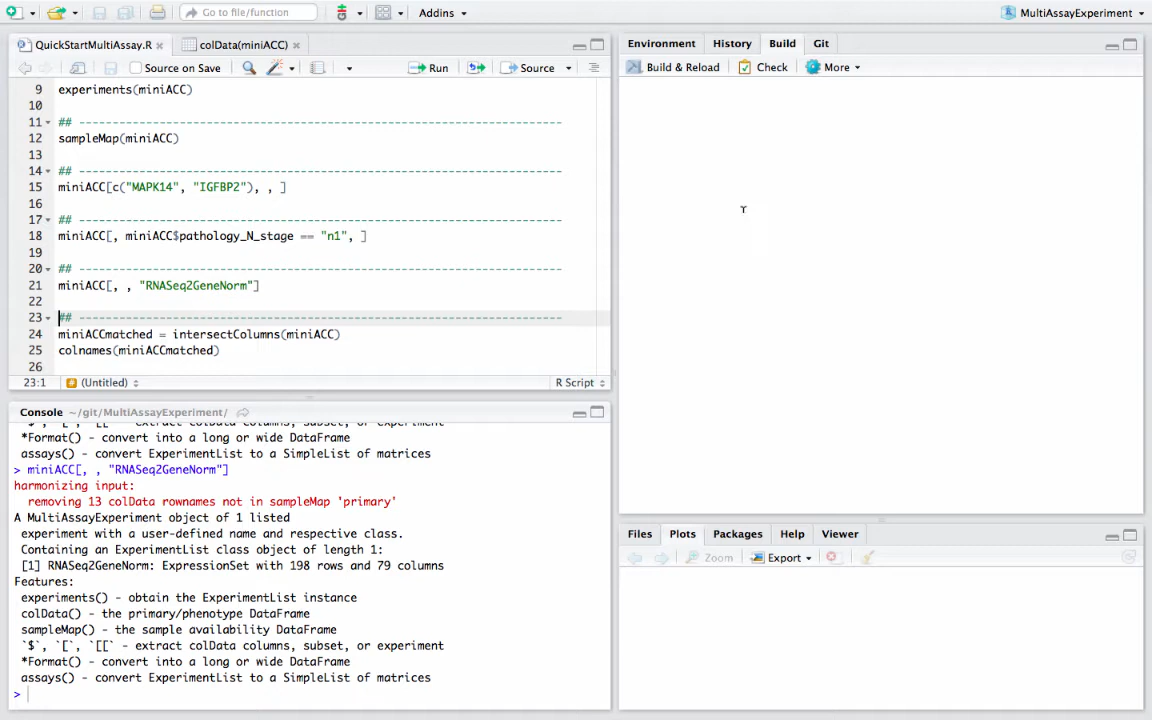 Go to file/function
Addins
MultiAssayExperiment
QuickStartMultiAssay.R
colData(miniACC)
Source on Save
Run
Source
9 experiments(miniACC)
10
11 ## ----------------------------------------------------------------
12 sampleMap(miniACC)
13
14 ## ----------------------------------------------------------------
15 miniACC[c("MAPK14", "IGFBP2"), , ]
16
17 ## ----------------------------------------------------------------
18 miniACC[, miniACC$pathology_N_stage == "n1", ]
19
20 ## ----------------------------------------------------------------
21 miniACC[, , "RNASeq2GeneNorm"]
22
23 ## ----------------------------------------------------------------
24 miniACCmatched = intersectColumns(miniACC)
25 colnames(miniACCmatched)
26
23:1 # (Untitled)
R Script
Console ~/git/MultiAssayExperiment/
`$`, `[`, `[[` - extract colData columns, subset, or experiment
*Format() - convert into a long or wide DataFrame
assays() - convert ExperimentList to a SimpleList of matrices
> miniACC[, , "RNASeq2GeneNorm"]
harmonizing input:
removing 13 colData rownames not in sampleMap 'primary'
A MultiAssayExperiment object of 1 listed
experiment with a user-defined name and respective class.
Containing an ExperimentList class object of length 1:
[1] RNASeq2GeneNorm: ExpressionSet with 198 rows and 79 columns
Features:
experiments() - obtain the ExperimentList instance
colData() - the primary/phenotype DataFrame
sampleMap() - the sample availability DataFrame
`$`, `[`, `[[` - extract colData columns, subset, or experiment
*Format() - convert into a long or wide DataFrame
assays() - convert ExperimentList to a SimpleList of matrices
>
Environment History Build Git
Build & Reload Check More
Files Plots Packages Help Viewer
Zoom Export